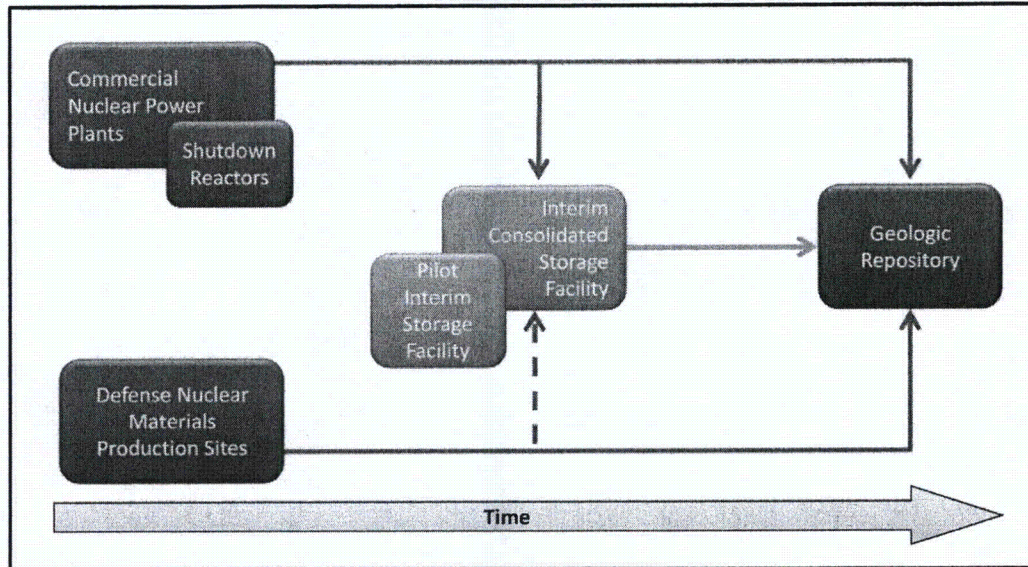 Commercial
Nuclear Power
Plants
Shutdown
Reactors
Interim
Consolidated
Storage
Facility
Pilot
Interim
Storage
Facility
Geologic
Repository
Defense Nuclear
Materials
Production Sites
Time